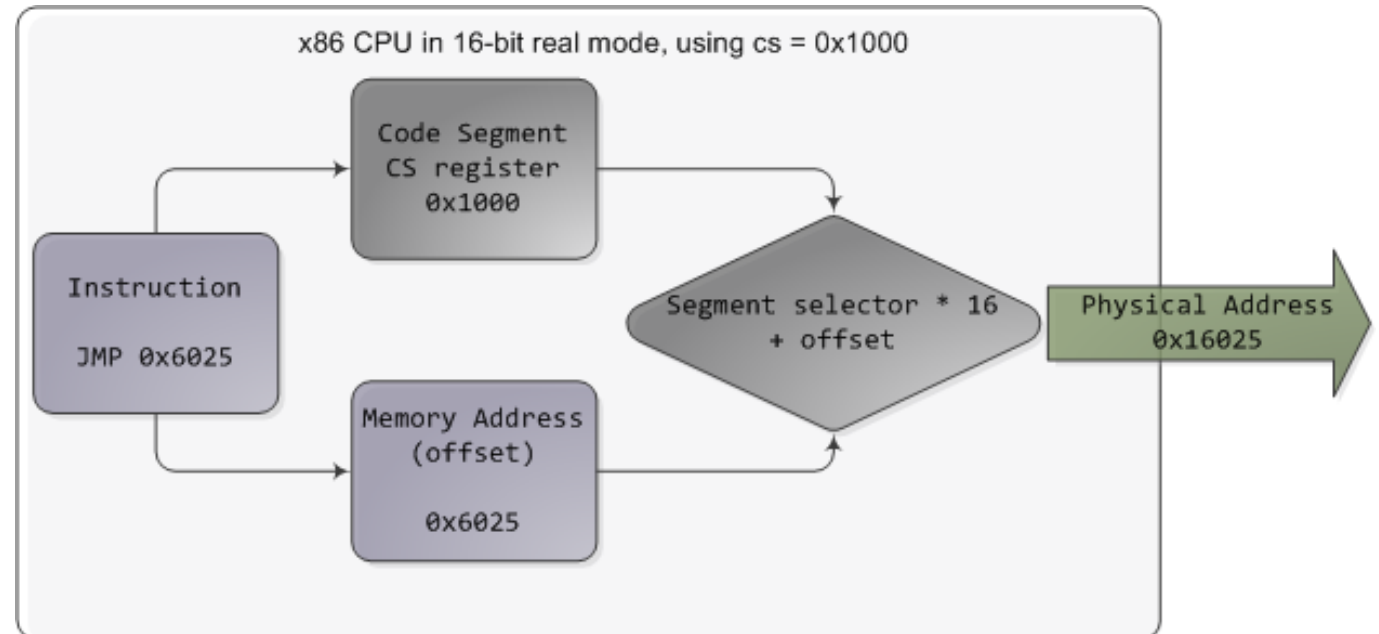 x86 CPU in 16-bit real mode, using cs = 0x1000
Code Segment
CS register
0x1000
Instruction
JMP 0x6025
Memory Address
(offset)
0x6025
Segment selector * 16
+ offset
Physical Address
0x16025